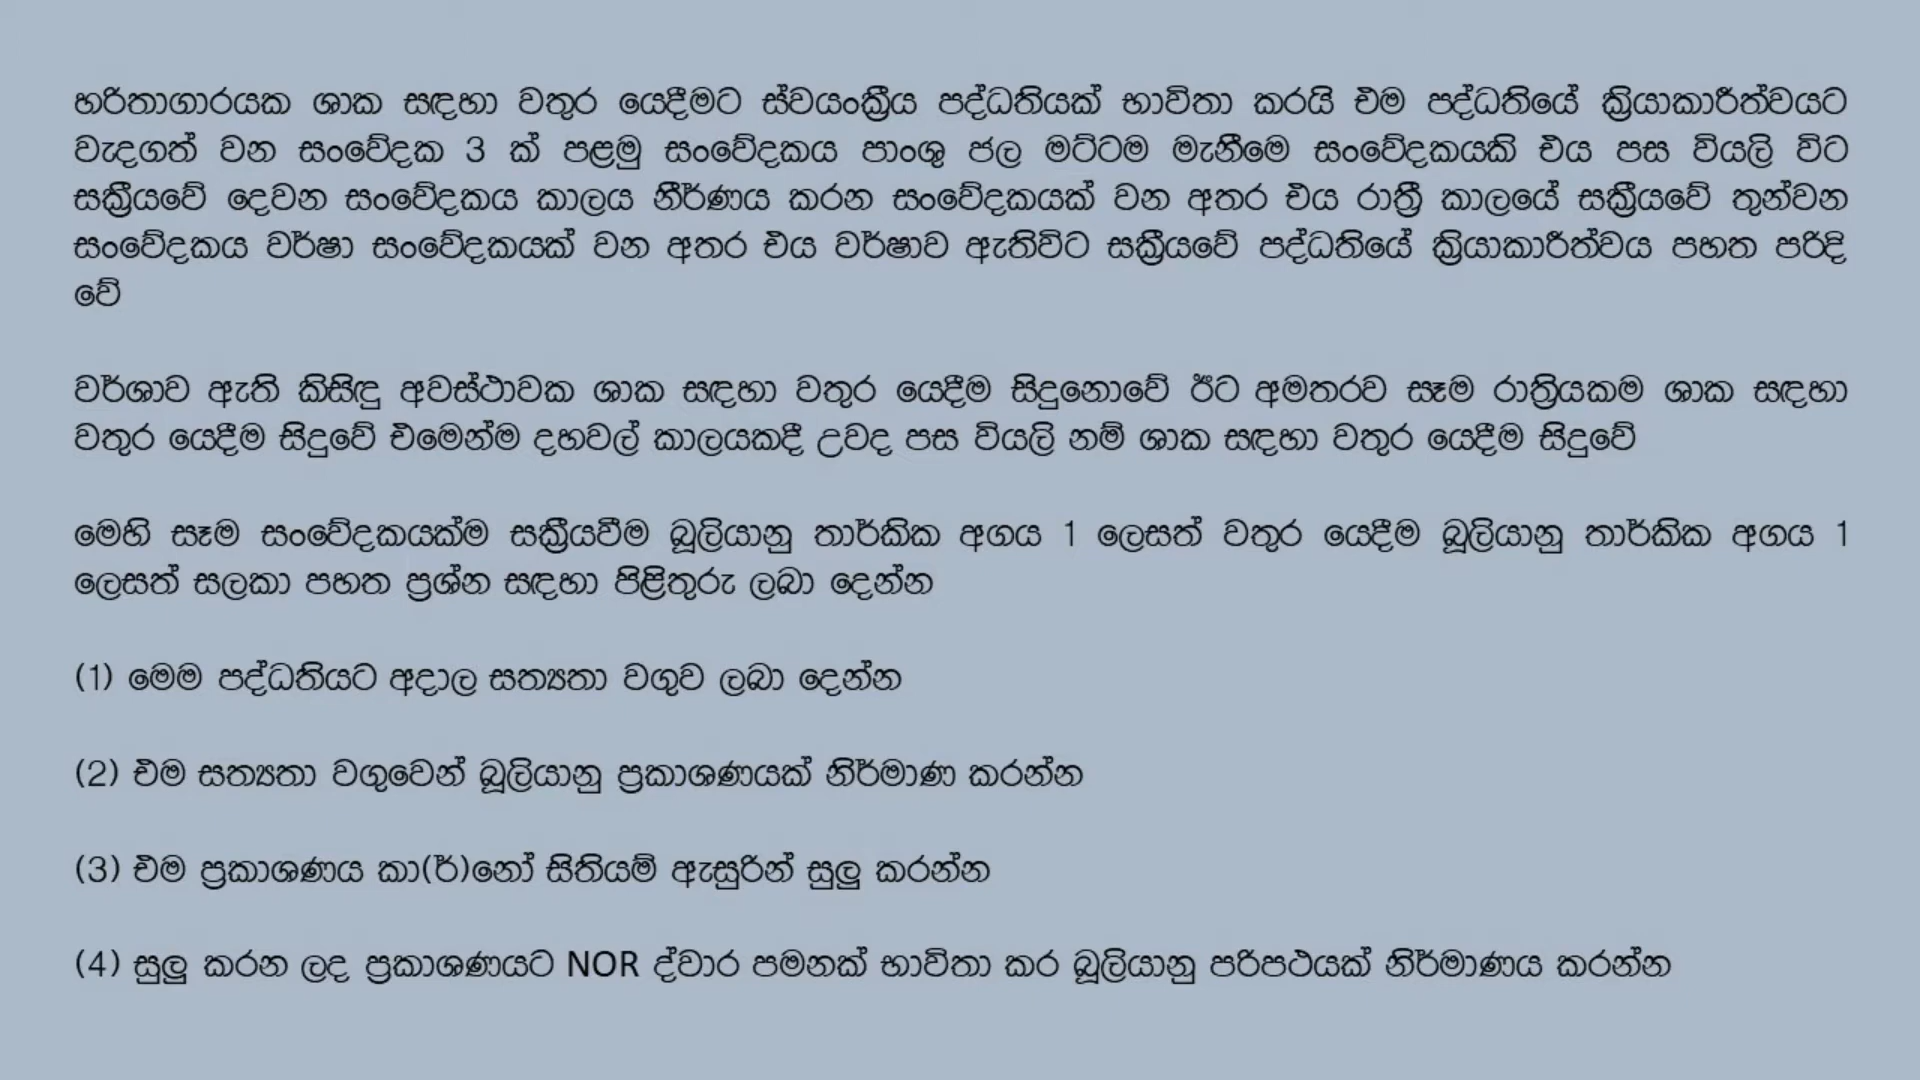 හරිතාගාරයක ශාක සඳහා වතුර යෙදීමට ස්වයංක්‍රීය පද්ධතියක් භාවිතා කරයි එම පද්ධතියේ ක්‍රියාකාරීත්වයට
වැදගත් වන සංවේදක 3 ක් පළමු සංවේදකය පාංශු ජල මට්ටම මැනීමෙ සංවේදකයකි එය පස වියලි විට
සක්‍රීයවේ දෙවන සංවේදකය කාලය නීර්ණය කරන සංවේදකයක් වන අතර එය රාත්‍රී කාලයේ සක්‍රීයවේ තුන්වන
සංවේදකය වර්ෂා සංවේදකයක් වන අතර එය වර්ෂාව ඇතිවිට සක්‍රීයවේ පද්ධතියේ ක්‍රියාකාරීත්වය පහත පරිදි
වේ
වර්ශාව ඇති කිසිඳු අවස්ථාවක ශාක සඳහා වතුර යෙදීම සිදුනොවේ ඊට අමතරව සෑම රාත්‍රියකම ශාක සඳහා
වතුර යෙදීම සිදුවේ එමෙන්ම දහවල් කාලයකදී උවද පස වියලි නම් ශාක සඳහා වතුර යෙදීම සිදුවේ
මෙහි සෑම සංවේදකයක්ම සක්‍රීයවීම බූලියානු තාර්කික අගය 1 ලෙසත් වතුර යෙදීම බූලියානු තාර්කික අගය 1
ලෙසත් සලකා පහත ප්‍රශ්න සඳහා පිළිතුරු ලබා දෙන්න
(1) මෙම පද්ධතියට අදාල සත්‍යතා වගුව ලබා දෙන්න
(2) එම සත්‍යතා වගුවෙන් බූලියානු ප්‍රකාශණයක් නිර්මාණ කරන්න
(3) එම ප්‍රකාශණය කා(ර්)නෝ සිතියම් ඇසුරින් සුලු කරන්න
(4) සුලු කරන ලද ප්‍රකාශණයට NOR ද්වාර පමනක් භාවිතා කර බූලියානු පරිපථයක් නිර්මාණය කරන්න